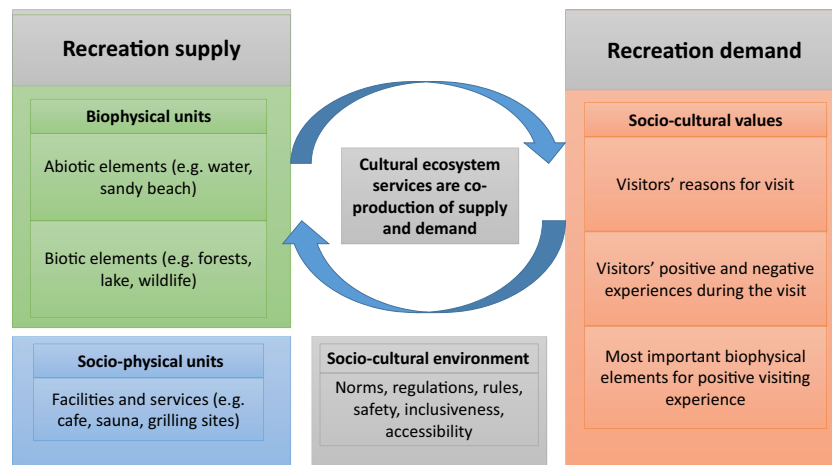 Recreation supply
Biophysical units
Abiotic elements (e.g. water,
sandy beach)
Biotic elements (e.g. forests,
lake, wildlife)
Socio-physical units
Facilities and services (e.g.
cafe, sauna, grilling sites)
Cultural ecosystem
services are co-
production of supply
and demand
Socio-cultural environment
Norms, regulations, rules,
safety, inclusiveness,
accessibility
Recreation demand
Socio-cultural values
Visitors’ reasons for visit
Visitors’ positive and negative
experiences during the visit
Most important biophysical
elements for positive visiting
experience